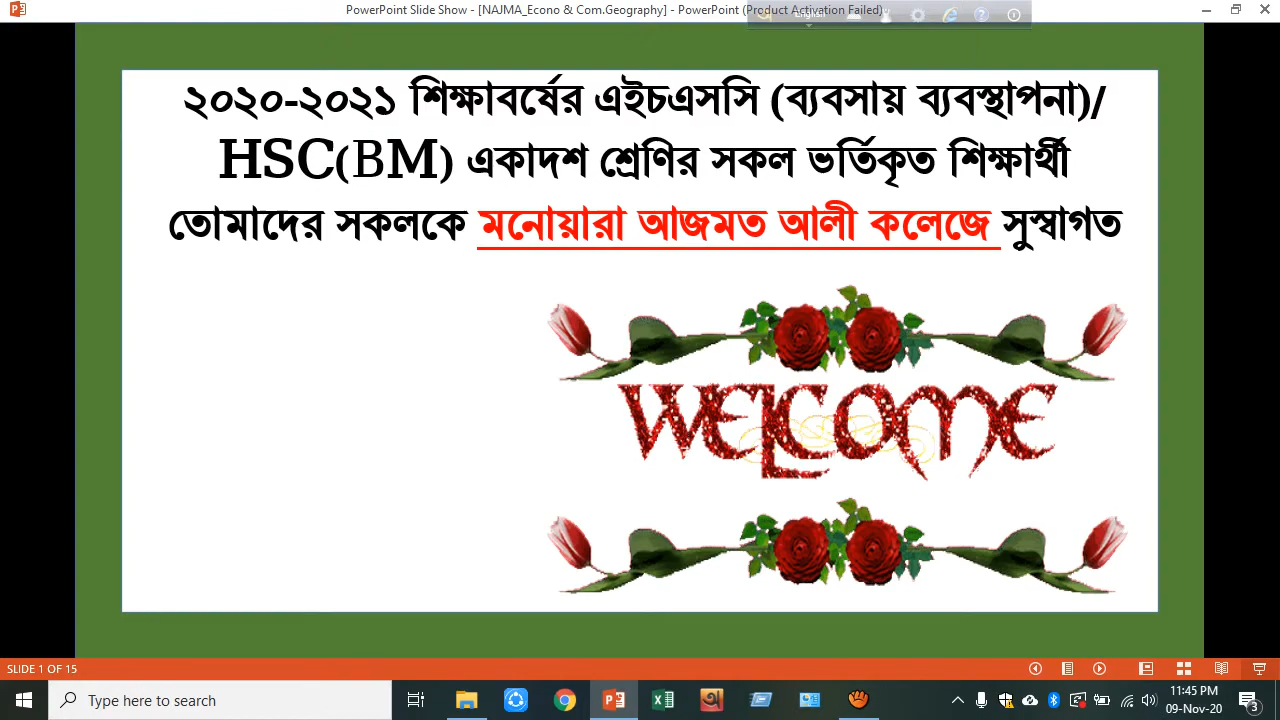 PowerPoint Slide Show - [NAJMA_Econo & Com.Geography] - PowerPoint (Product Activation Failed)
English
২০২০-২০২১ শিক্ষাবর্ষের এইচএসসি (ব্যবসায় ব্যবস্থাপনা)/
HSC(BM) একাদশ শ্রেণির সকল ভর্তিকৃত শিক্ষার্থী
তোমাদের সকলকে মনোয়ারা আজমত আলী কলেজে সুস্বাগত
WELCOME
SLIDE 1 OF 15
Type here to search
11:45 PM
09-Nov-20
3